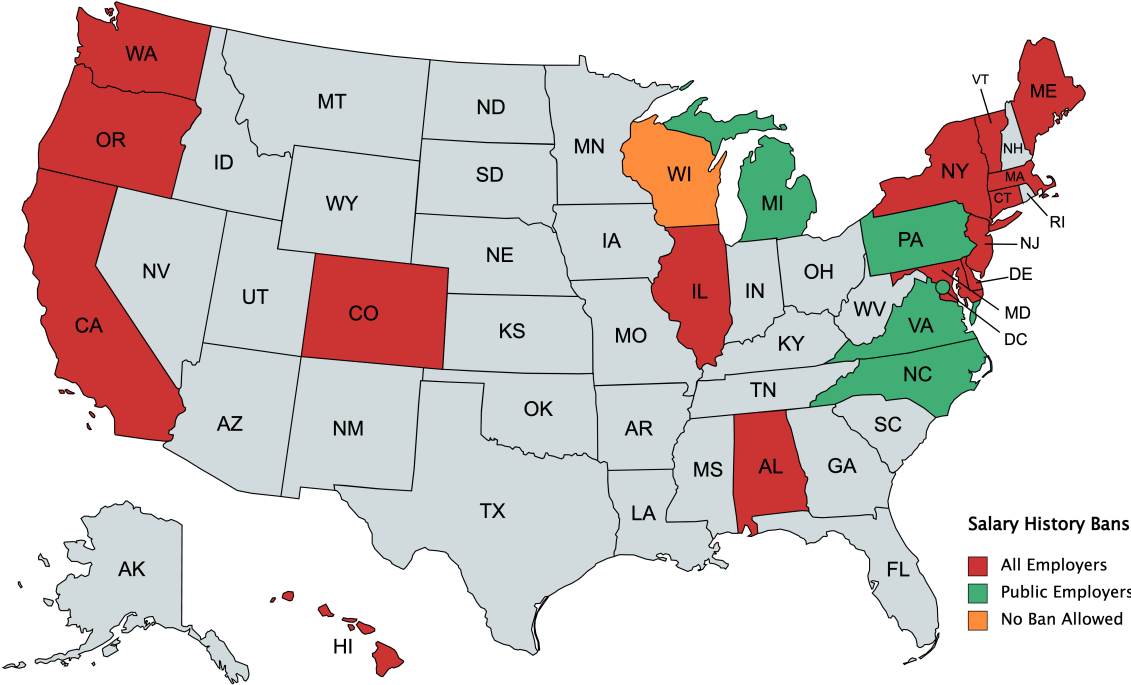 WA
VT
ME
MT
ND
OR
MN
NH
ID
SD
WI
NY
MA
CT
WY
MI
RI
IA
PA
NJ
NE
NV
OH
DE
UT
IL
IN
MD
CO
WV
CA
VA
DC
KS
MO
KY
NC
TN
OK
AZ
NM
AR
SC
MS
AL
GA
TX
LA
Salary History Bans
AK
FL
All Employers
Public Employers
No Ban Allowed
HI